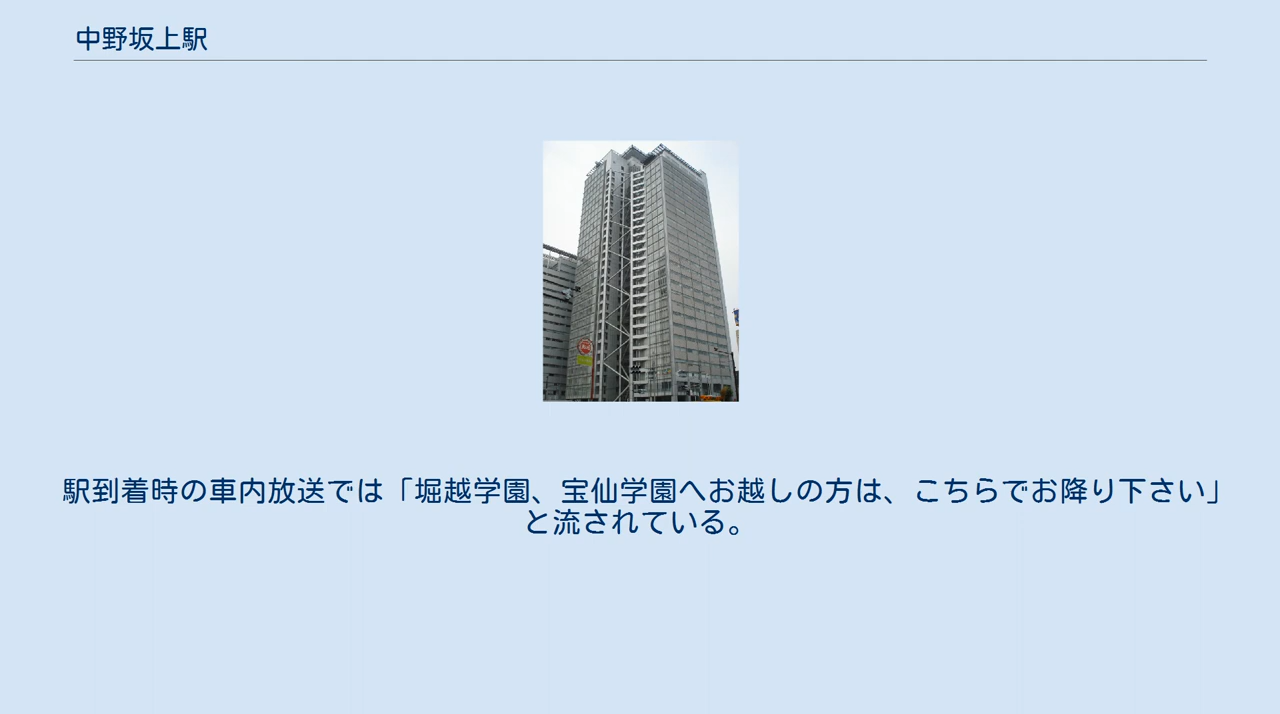 中野坂上駅
駅到着時の車内放送では「堀越学園、宝仙学園へお越しの方は、こちらでお降り下さい」
と流されている。